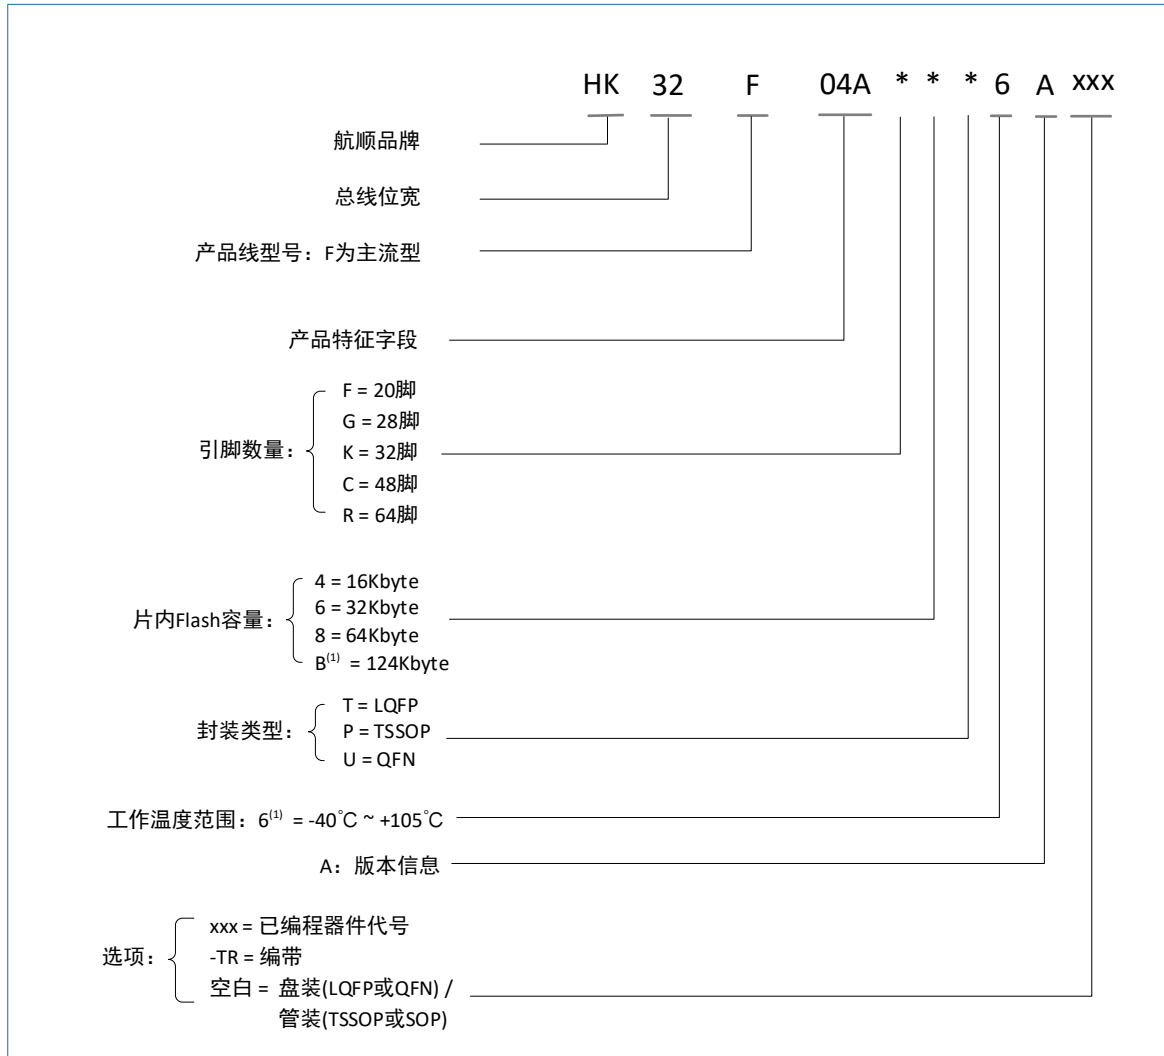 HK 32 F 04A * * * 6 A xxx
航顺品牌
总线位宽
产品线型号：F为主流型
产品特征字段
引脚数量：
F = 20脚
G = 28脚
K = 32脚
C = 48脚
R = 64脚
片内Flash容量：
4 = 16Kbyte
6 = 32Kbyte
8 = 64Kbyte
B(1) = 124Kbyte
封装类型：
T = LQFP
P = TSSOP
U = QFN
工作温度范围：6(1) = -40℃ ~ +105℃
A：版本信息
选项：
xxx = 已编程器件代号
-TR = 编带
空白 = 盘装(LQFP或QFN) /
管装(TSSOP或SOP)